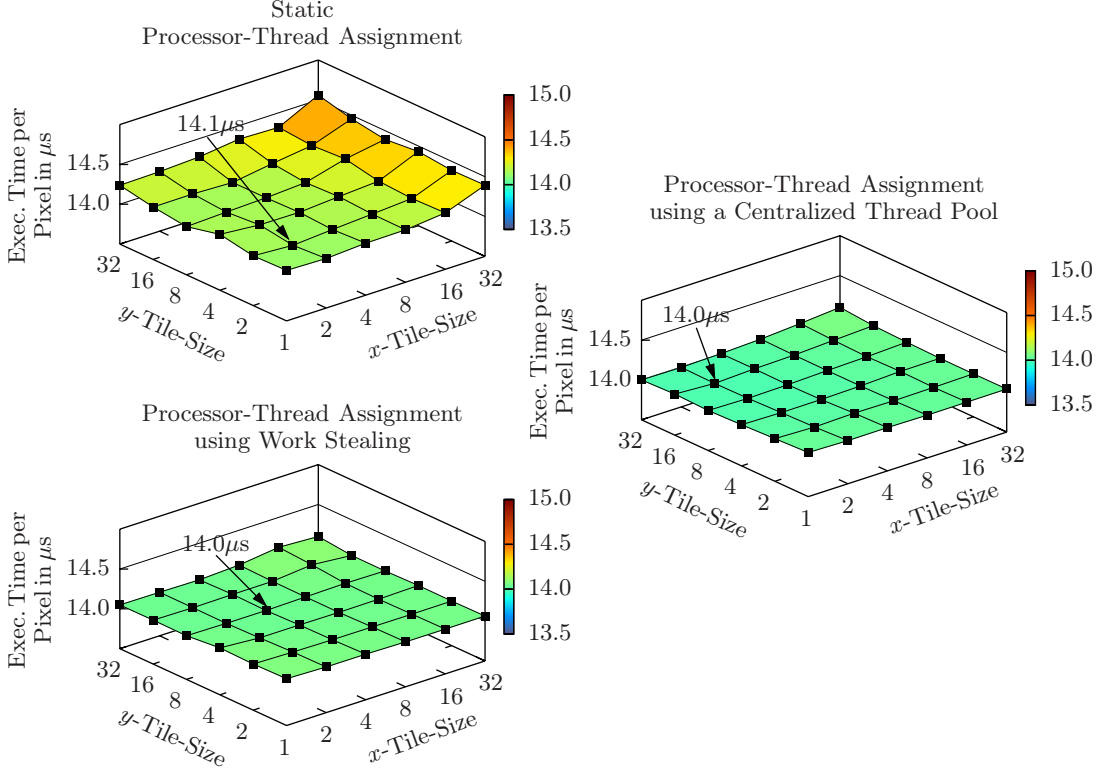 Static
Processor-Thread Assignment
14.1µs
Exec. Time per
Pixel in µs
14.5
14.0
32
16
8
4
2
1
y-Tile-Size
2
4
8
16
32
x-Tile-Size
15.0
14.5
14.0
13.5
Processor-Thread Assignment
using a Centralized Thread Pool
14.0µs
Exec. Time per
Pixel in µs
14.5
14.0
32
16
8
4
2
1
y-Tile-Size
2
4
8
16
32
x-Tile-Size
15.0
14.5
14.0
13.5
Processor-Thread Assignment
using Work Stealing
14.0µs
Exec. Time per
Pixel in µs
14.5
14.0
32
16
8
4
2
1
y-Tile-Size
2
4
8
16
32
x-Tile-Size
15.0
14.5
14.0
13.5